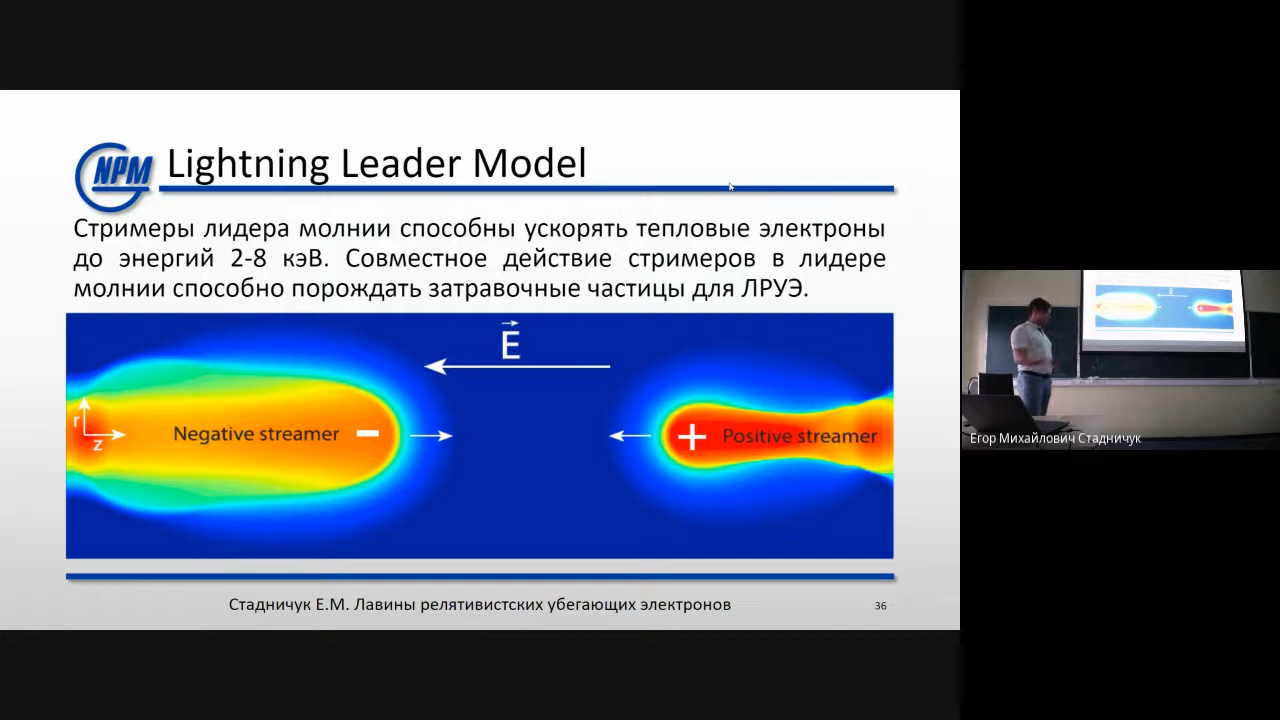 NPM
Lightning Leader Model
Стримеры лидера молнии способны ускорять тепловые электроны
до энергий 2-8 кэВ. Совместное действие стримеров в лидере
молнии способно порождать затравочные частицы для ЛРУЭ.
E
r
z
Negative streamer −
+ Positive streamer
Стадничук Е.М. Лавины релятивистских убегающих электронов
36
Егор Михайлович Стадничук